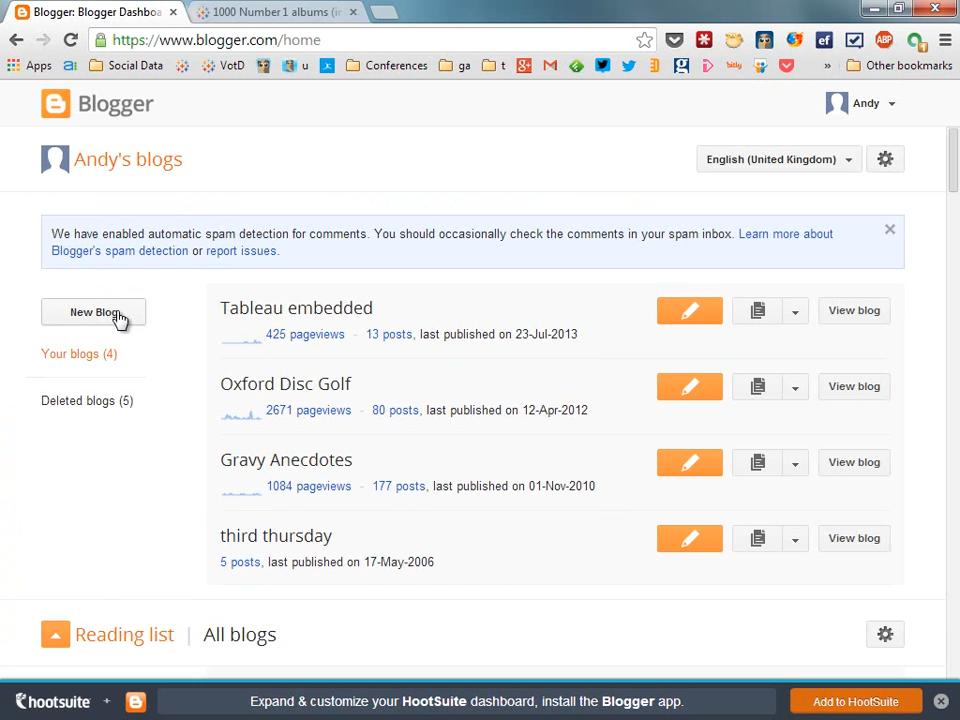 Blogger: Blogger Dashboa
1000 Number1 albums (in
https://www.blogger.com/home
Apps
Social Data
VotD
u
Conferences
ga
t
bitly
Other bookmarks
Blogger
Andy
Andy's blogs
English (United Kingdom)
We have enabled automatic spam detection for comments. You should occasionally check the comments in your spam inbox. Learn more about
Blogger's spam detection or report issues.
New Blog
Your blogs (4)
Deleted blogs (5)
Tableau embedded
425 pageviews - 13 posts, last published on 23-Jul-2013
View blog
Oxford Disc Golf
2671 pageviews - 80 posts, last published on 12-Apr-2012
View blog
Gravy Anecdotes
1084 pageviews - 177 posts, last published on 01-Nov-2010
View blog
third thursday
5 posts, last published on 17-May-2006
View blog
Reading list | All blogs
hootsuite +
Expand & customize your HootSuite dashboard, install the Blogger app.
Add to HootSuite